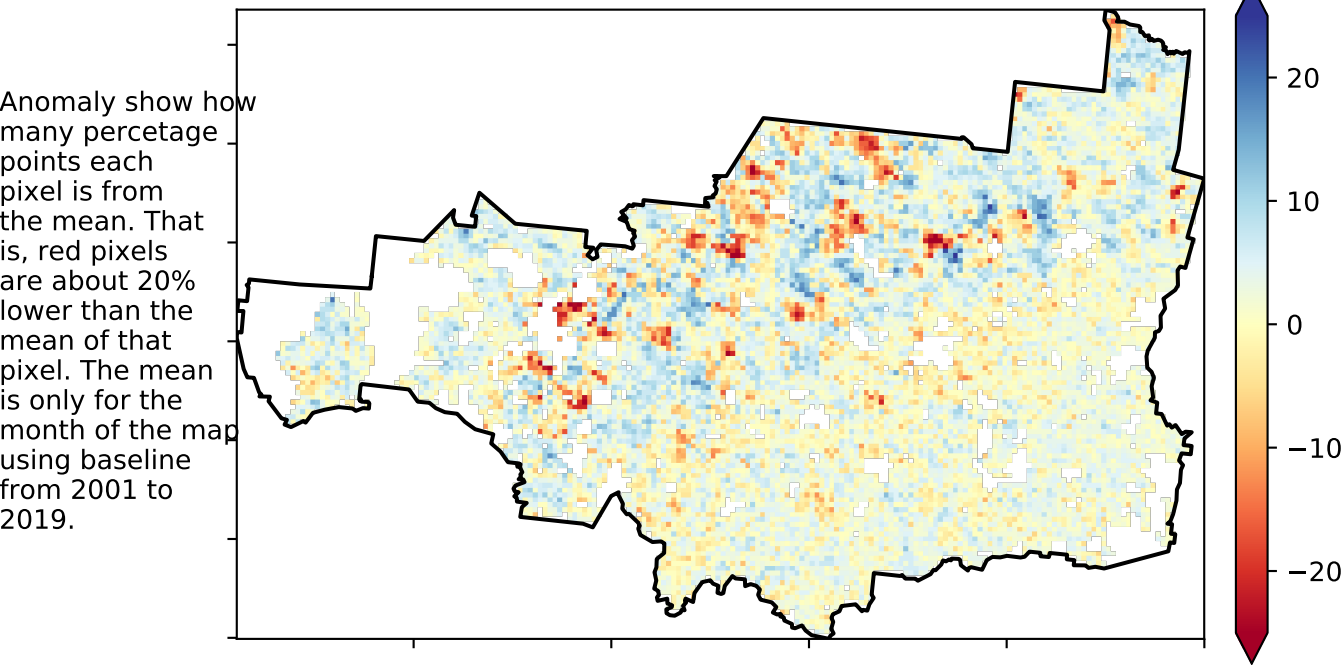 Anomaly show how
many percetage
points each
pixel is from
the mean. That
is, red pixels
are about 20%
lower than the
mean of that
pixel. The mean
is only for the
month of the map
using baseline
from 2001 to
2019.
20
10
0
−10
−20